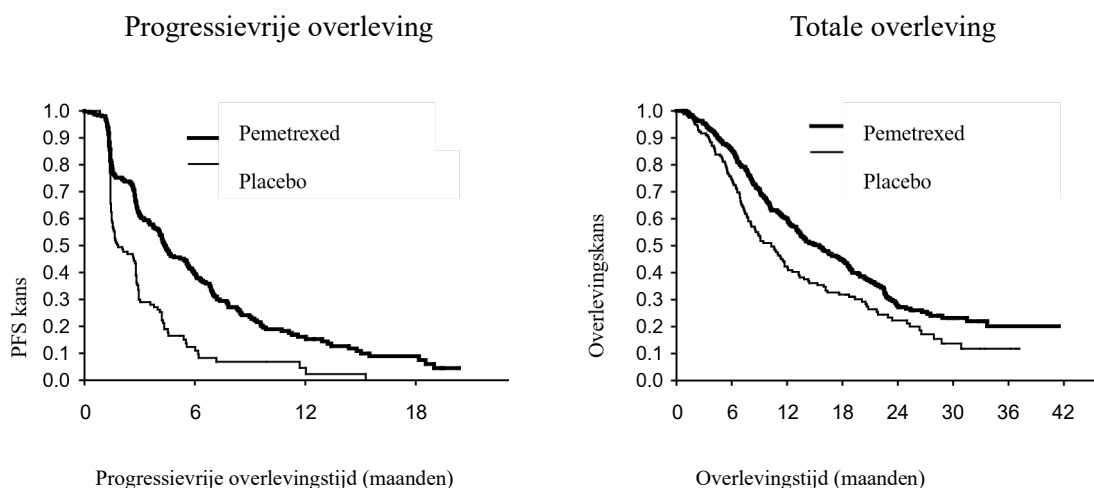 Progressievrije overleving
PFS kans
1.0
0.9
0.8
0.7
0.6
0.5
0.4
0.3
0.2
0.1
0.0
Pemetrexed
Placebo
0 6 12 18
Progressievrije overlevingstijd (maanden)
Totale overleving
Overlevingskans
1.0
0.9
0.8
0.7
0.6
0.5
0.4
0.3
0.2
0.1
0.0
Pemetrexed
Placebo
0 6 12 18 24 30 36 42
Overlevingstijd (maanden)